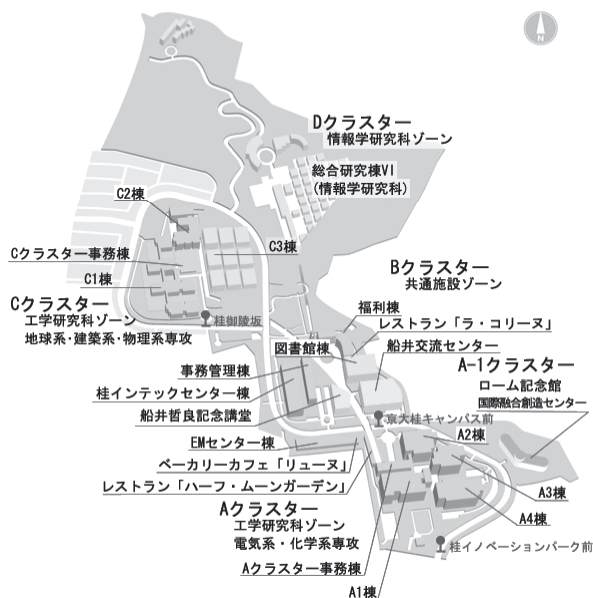 N
Dクラスター
情報学研究科ゾーン
総合研究棟VI
(情報学研究科)
C2棟
Cクラスター事務棟
C3棟
C1棟
Cクラスター
工学研究科ゾーン
地球系・建築系・物理系専攻
桂御陵坂
Bクラスター
共通施設ゾーン
福利棟
レストラン「ラ・コリーヌ」
図書館棟
船井交流センター
A-1クラスター
ローム記念館
国際融合創造センター
事務管理棟
桂インテックセンター棟
船井哲良記念講堂
京大桂キャンパス前
EMセンター棟
A2棟
ベーカリーカフェ「リューヌ」
レストラン「ハーフ・ムーンガーデン」
A3棟
A4棟
Aクラスター
工学研究科ゾーン
電気系・化学系専攻
桂イノベーションパーク前
Aクラスター事務棟
A1棟